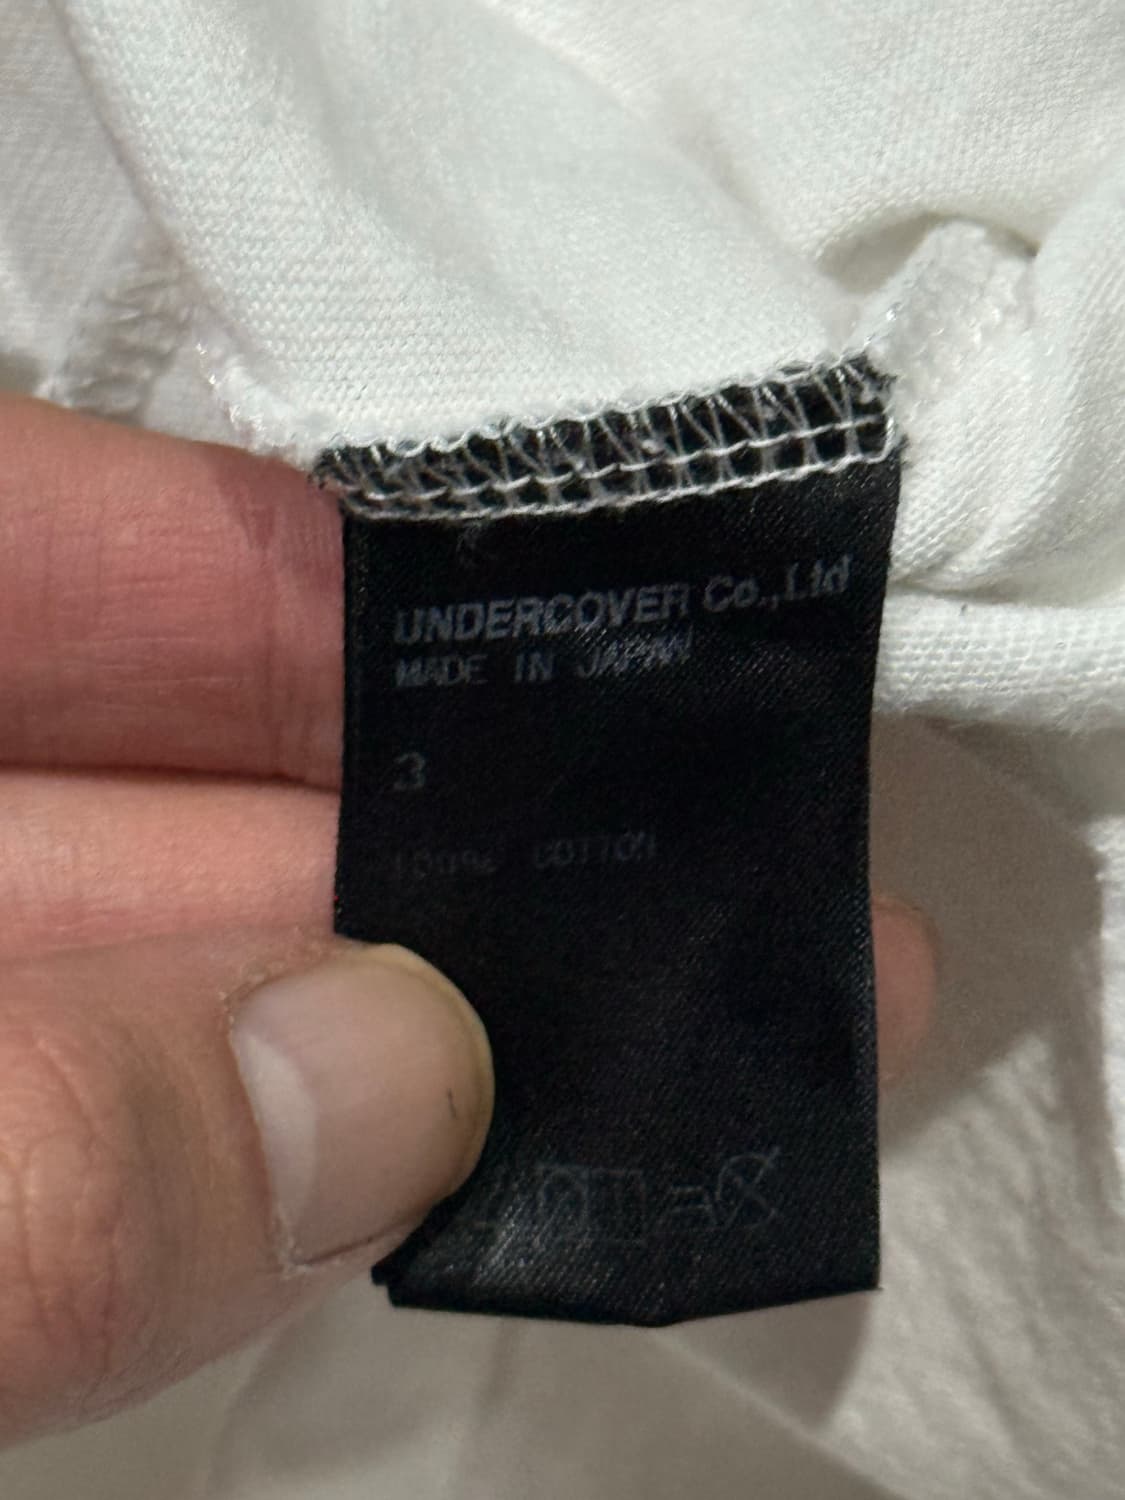 UNDERCOVER Co.,Ltd
MADE IN JAPAN
3
100% COTTON